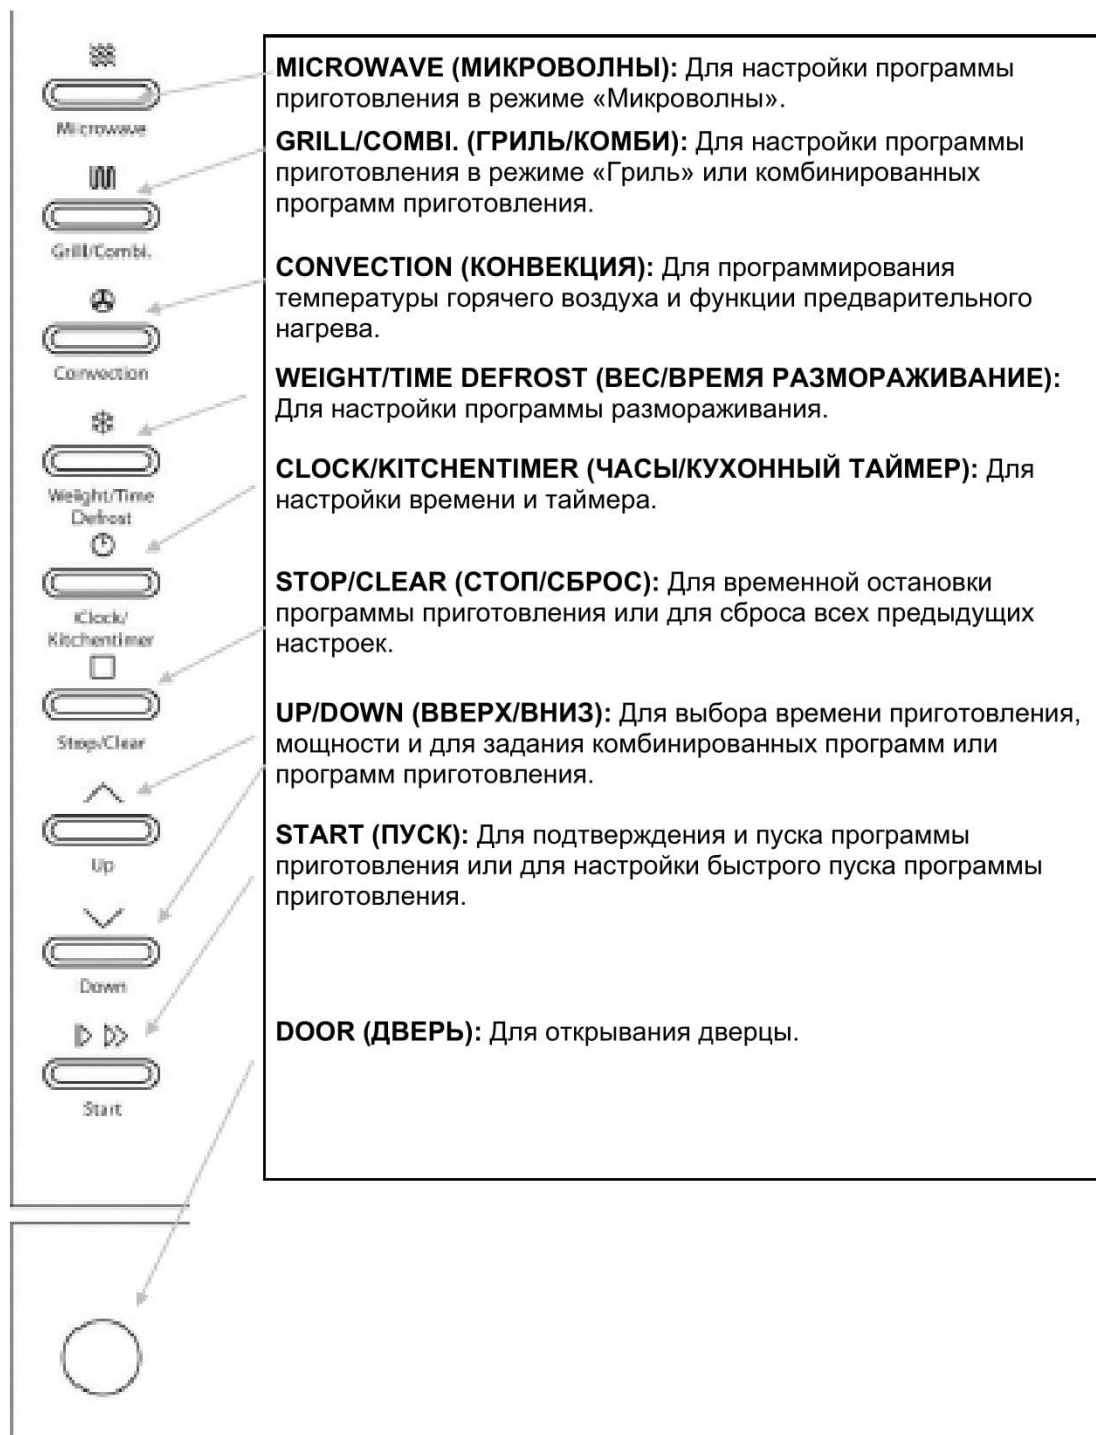 Microwave
Grill/Combi.
Convection
Weight/Time
Defrost
Clock/
Kitchentimer
Stop/Clear
Up
Down
Start
MICROWAVE (МИКРОВОЛНЫ): Для настройки программы
приготовления в режиме «Микроволны».
GRILL/COMBI. (ГРИЛЬ/КОМБИ): Для настройки программы
приготовления в режиме «Гриль» или комбинированных
программ приготовления.
CONVECTION (КОНВЕКЦИЯ): Для программирования
температуры горячего воздуха и функции предварительного
нагрева.
WEIGHT/TIME DEFROST (ВЕС/ВРЕМЯ РАЗМОРАЖИВАНИЕ):
Для настройки программы размораживания.
CLOCK/KITCHENTIMER (ЧАСЫ/КУХОННЫЙ ТАЙМЕР): Для
настройки времени и таймера.
STOP/CLEAR (СТОП/СБРОС): Для временной остановки
программы приготовления или для сброса всех предыдущих
настроек.
UP/DOWN (ВВЕРХ/ВНИЗ): Для выбора времени приготовления,
мощности и для задания комбинированных программ или
программ приготовления.
START (ПУСК): Для подтверждения и пуска программы
приготовления или для настройки быстрого пуска программы
приготовления.
DOOR (ДВЕРЬ): Для открывания дверцы.